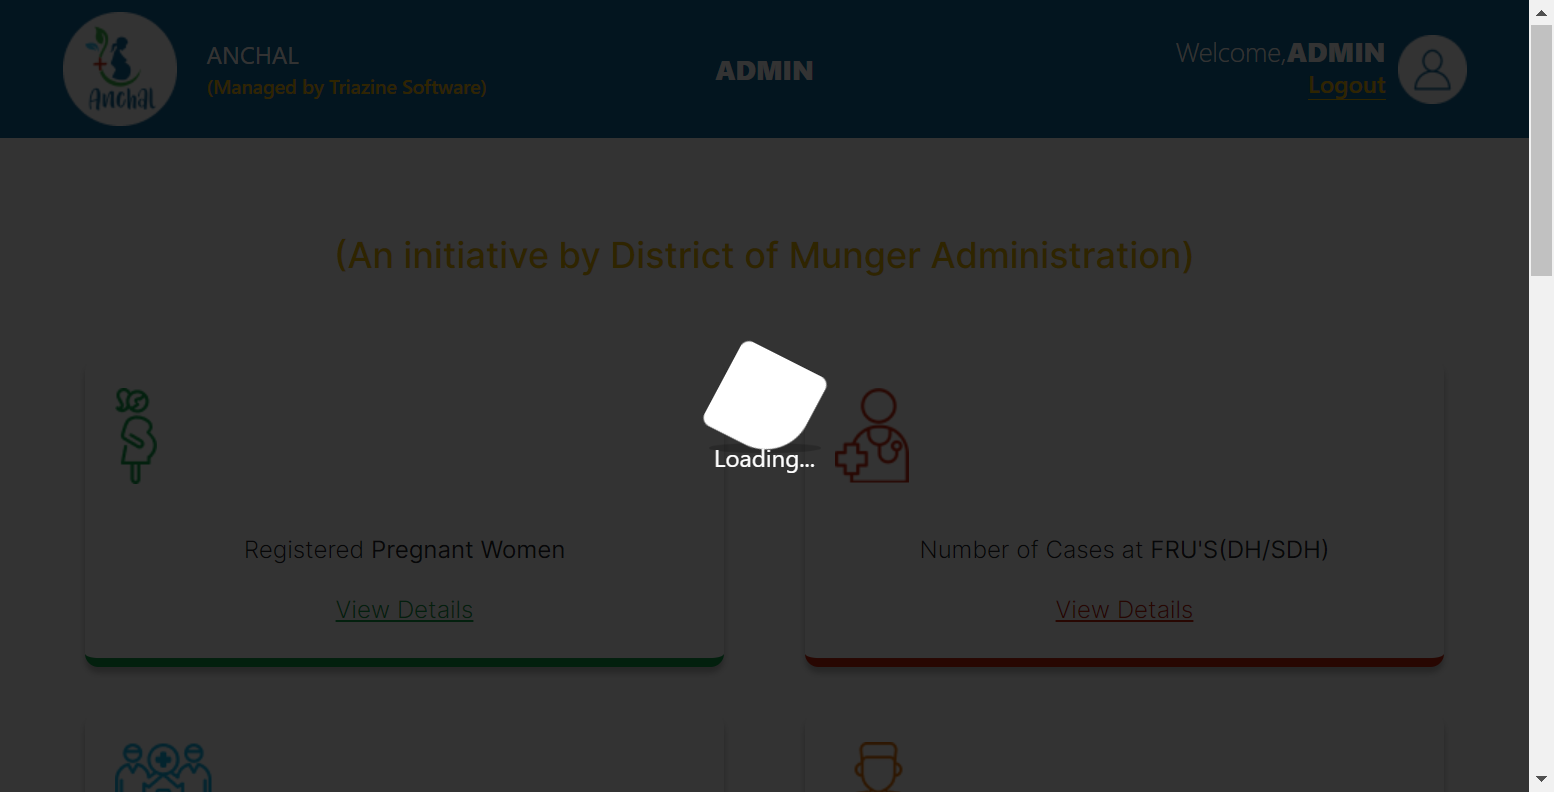 Anchal
ANCHAL
(Managed by Triazine Software)
ADMIN
Welcome,ADMIN
Logout
(An initiative by District of Munger Administration)
Loading...
Registered Pregnant Women
View Details
Number of Cases at FRU'S(DH/SDH)
View Details